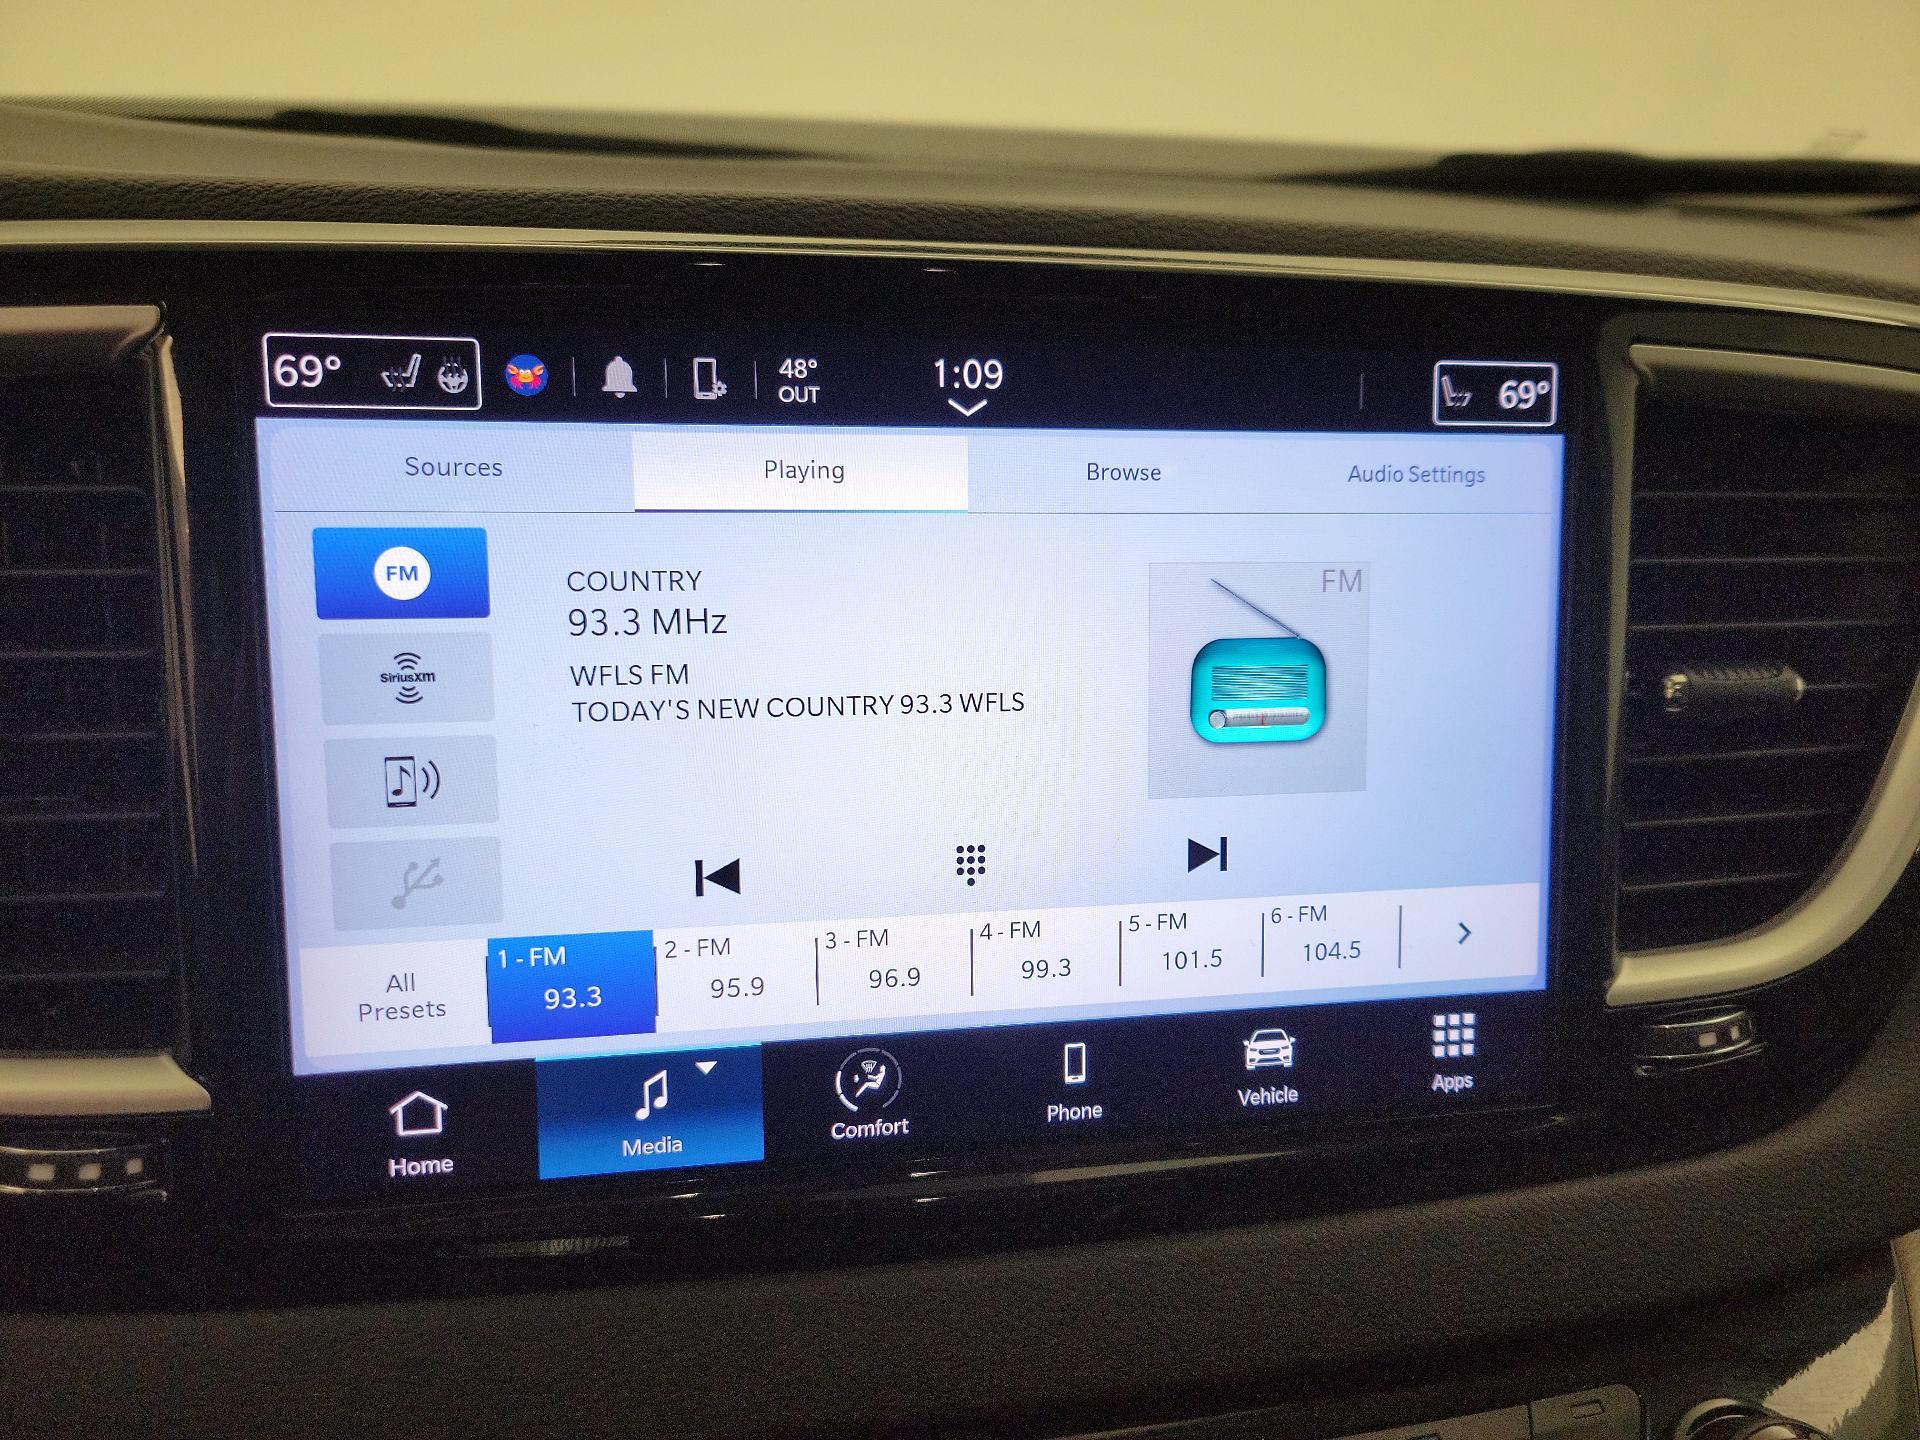 69°
48°
OUT
1:09
69°
Sources
Playing
Browse
Audio Settings
FM
SiriusXm
COUNTRY
93.3 MHz
WFLS FM
TODAY'S NEW COUNTRY 93.3 WFLS
FM
All
Presets
1 - FM
93.3
2 - FM
95.9
3 - FM
96.9
4 - FM
99.3
5 - FM
101.5
6 - FM
104.5
Home
Media
Comfort
Phone
Vehicle
Apps